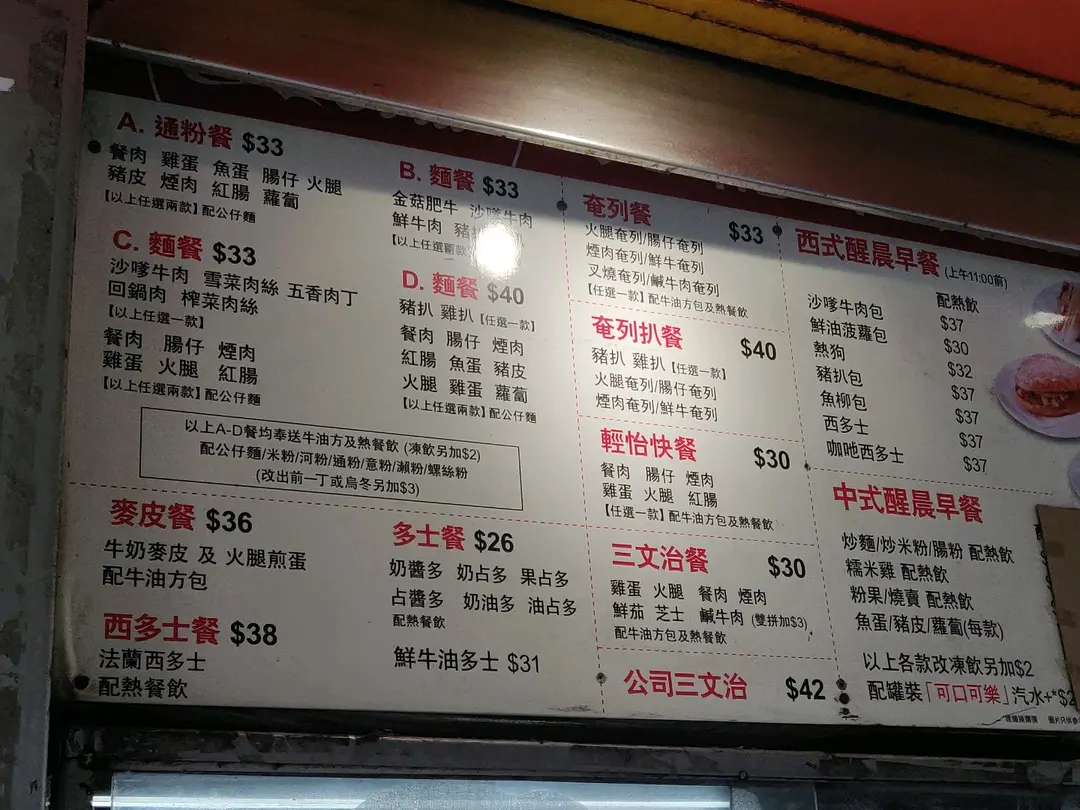 A. 通粉餐 $33
餐肉 雞蛋 魚蛋 腸仔 火腿
豬皮 煙肉 紅腸 蘿蔔
【以上任選兩款】配公仔麵
B. 麵餐 $33
金菇肥牛 沙嗲牛肉
鮮牛肉 豬
【以上任選
C. 麵餐 $33
沙嗲牛肉 雪菜肉絲 五香肉丁
回鍋肉 榨菜肉絲
【以上任選一款】
餐肉 腸仔 煙肉
雞蛋 火腿 紅腸
【以上任選兩款】配公仔麵
D. 麵餐 $40
豬扒 雞扒【任選一款】
餐肉 腸仔 煙肉
紅腸 魚蛋 豬皮
火腿 雞蛋 蘿蔔
【以上任選兩款】配公仔麵
以上A-D餐均奉送牛油方及熱餐飲 (凍飲另加$2)
配公仔麵/米粉/河粉/通粉/意粉/瀨粉/螺絲粉
(改出前一丁或烏冬另加$3)
麥皮餐 $36
牛奶麥皮 及 火腿煎蛋
配牛油方包
西多士餐 $38
法蘭西多士
配熱餐飲
多士餐 $26
奶醬多 奶占多 果占多
占醬多 奶油多 油占多
配熱餐飲
鮮牛油多士 $31
奄列餐 $33
火腿奄列/腸仔奄列
煙肉奄列/鮮牛奄列
叉燒奄列/鹹牛肉奄列
【任選一款】配牛油方包及熱餐飲
奄列扒餐 $40
豬扒 雞扒【任選一款】
火腿奄列/腸仔奄列
煙肉奄列/鮮牛奄列
輕怡快餐 $30
餐肉 腸仔 煙肉
雞蛋 火腿 紅腸
【任選一款】配牛油方包及熱餐飲
三文治餐 $30
雞蛋 火腿 餐肉 煙肉
鮮茄 芝士 鹹牛肉 (雙拼加$3)
配牛油方包及熱餐飲
公司三文治 $42
西式醒晨早餐 (上午11:00前)
配熱飲
沙嗲牛肉包 $37
鮮油菠蘿包 $30
熱狗 $32
豬扒包 $37
魚柳包 $37
西多士 $37
咖吔西多士 $37
中式醒晨早餐
炒麵/炒米粉/腸粉 配熱飲
糯米雞 配熱飲
粉果/燒賣 配熱飲
魚蛋/豬皮/蘿蔔(每款)
以上各款改凍飲另加$2
配罐裝「可口可樂」汽水+*$2